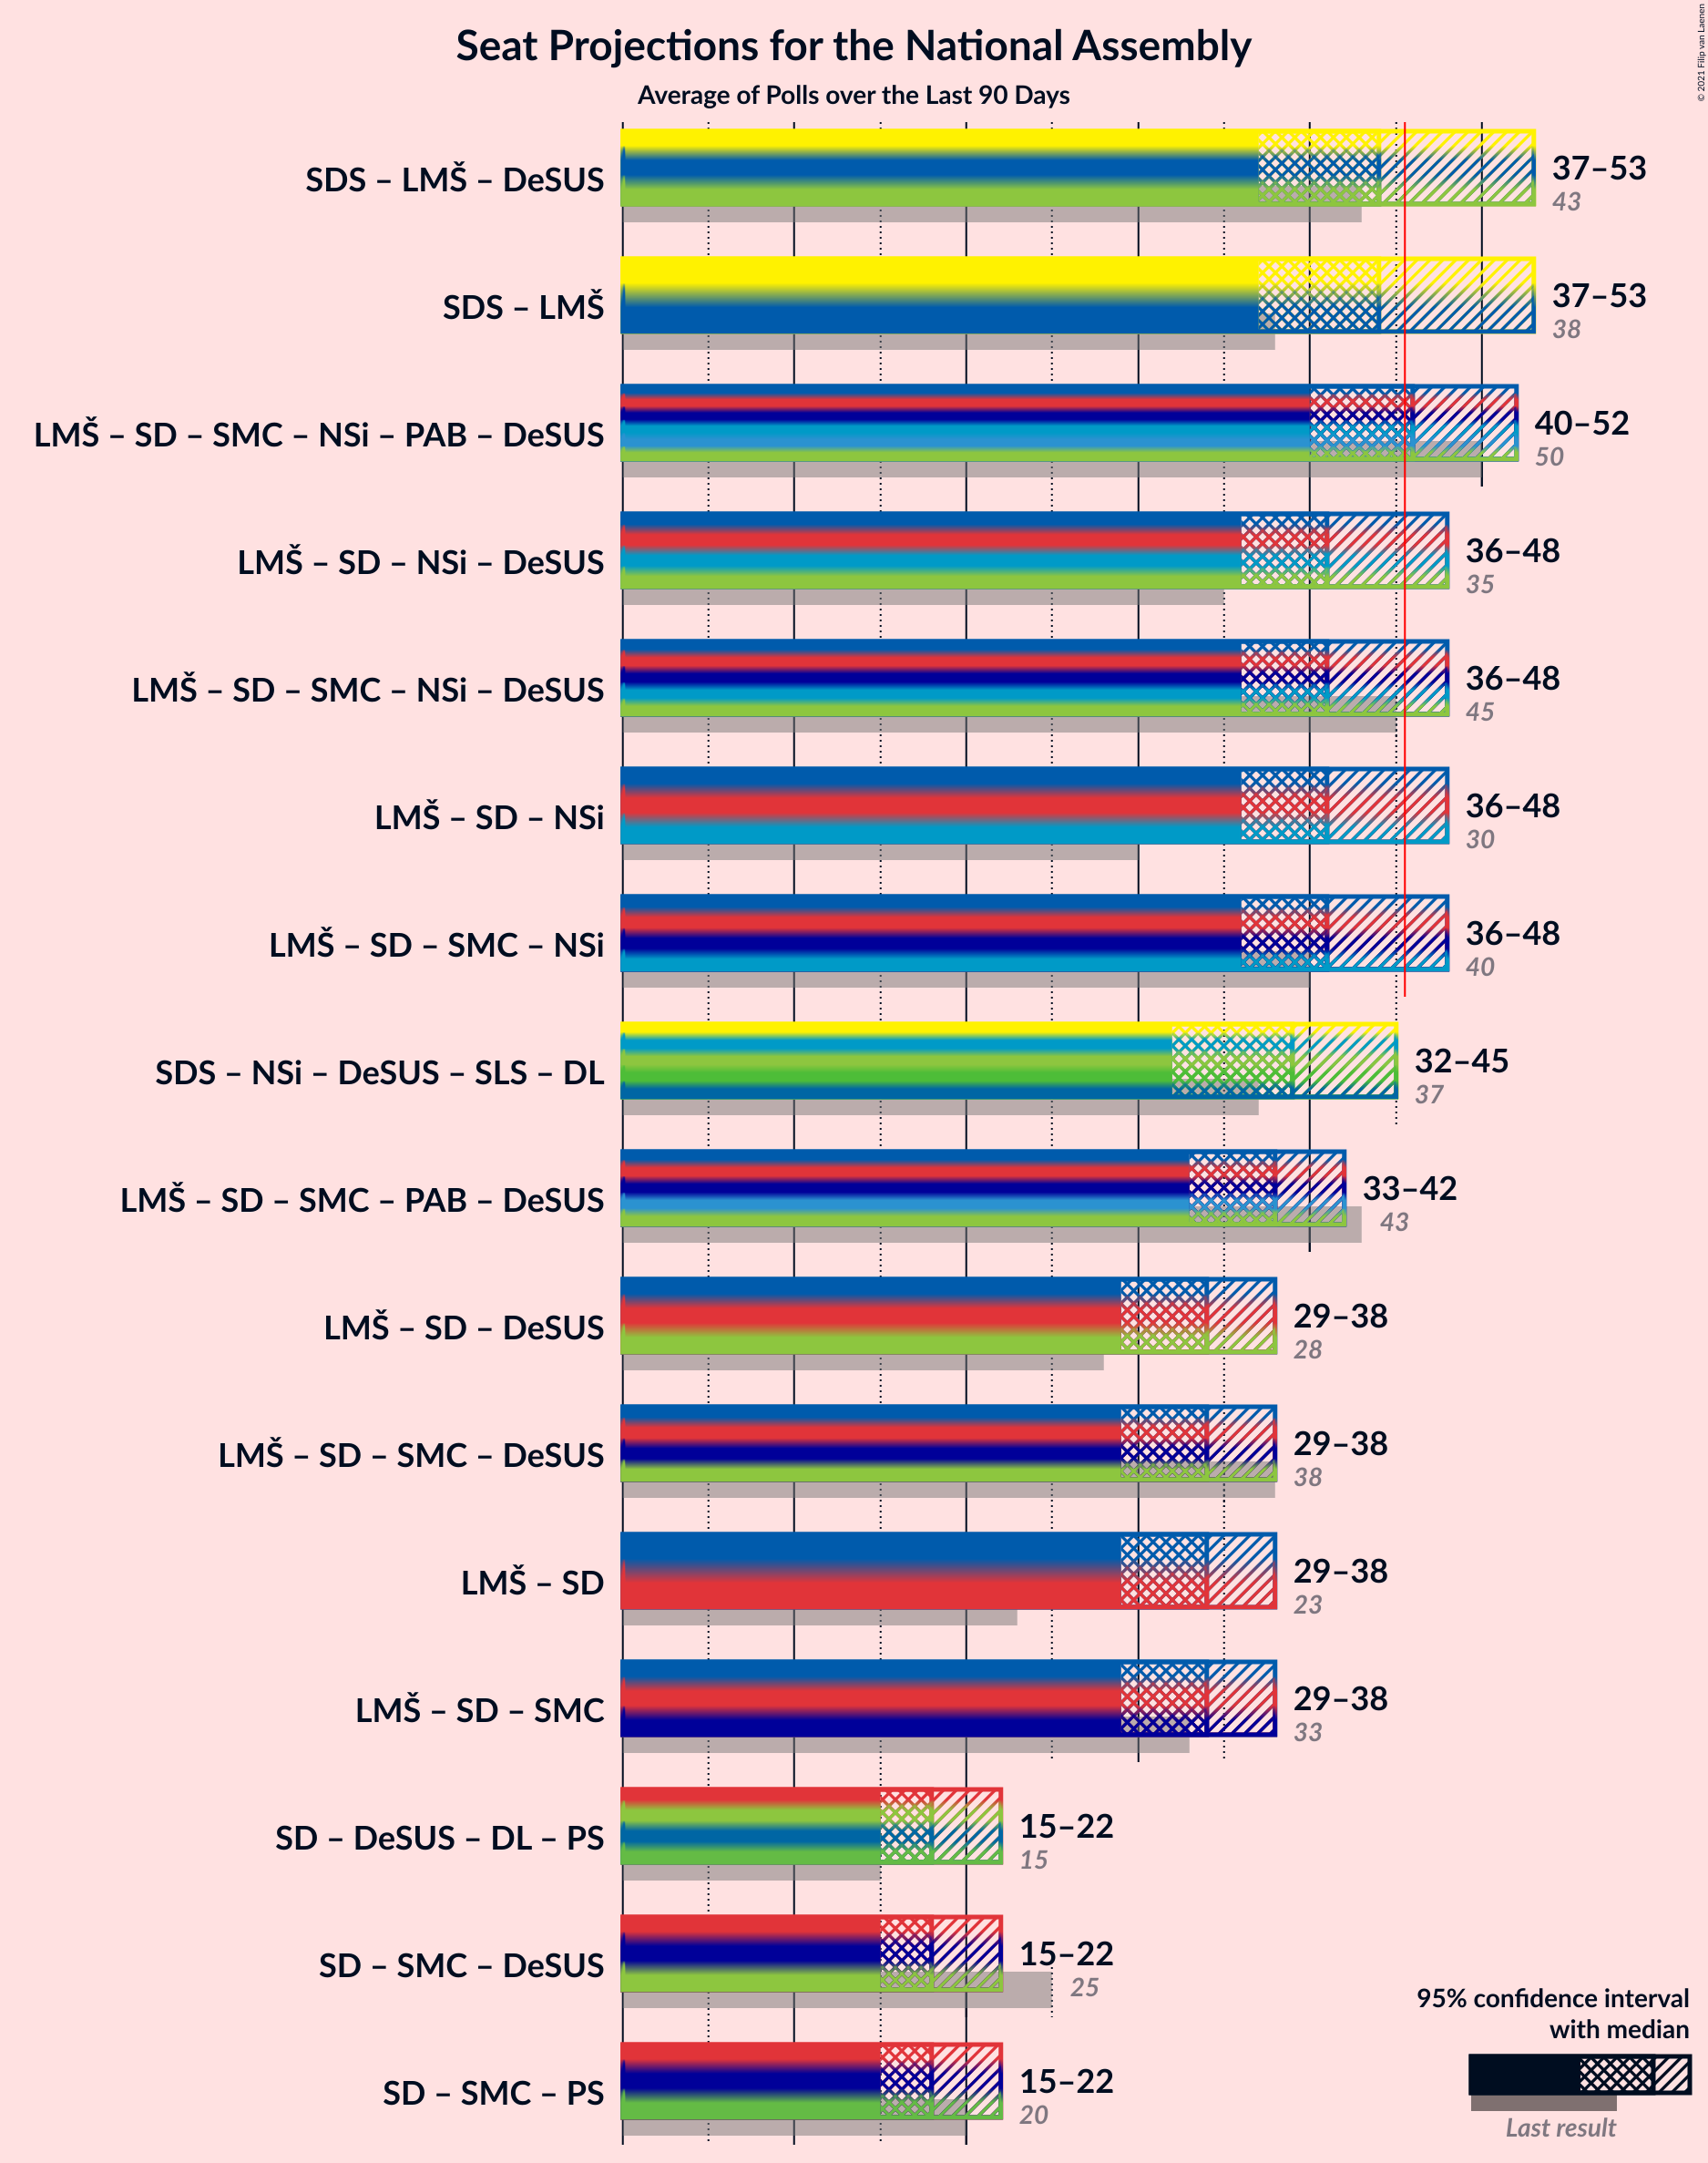 © 2021 Filip van Laenen
Seat Projections for the National Assembly
Average of Polls over the Last 90 Days
SDS – LMŠ – DeSUS 37–53
43
SDS – LMŠ 37–53
38
LMŠ – SD – SMC – NSi – PAB – DeSUS 40–52
50
LMŠ – SD – NSi – DeSUS 36–48
35
LMŠ – SD – SMC – NSi – DeSUS 36–48
45
LMŠ – SD – NSi 36–48
30
LMŠ – SD – SMC – NSi 36–48
40
SDS – NSi – DeSUS – SLS – DL 32–45
37
LMŠ – SD – SMC – PAB – DeSUS 33–42
43
LMŠ – SD – DeSUS 29–38
28
LMŠ – SD – SMC – DeSUS 29–38
38
LMŠ – SD 29–38
23
LMŠ – SD – SMC 29–38
33
SD – DeSUS – DL – PS 15–22
15
SD – SMC – DeSUS 15–22
25
SD – SMC – PS 15–22
20
95% confidence interval
with median
Last result